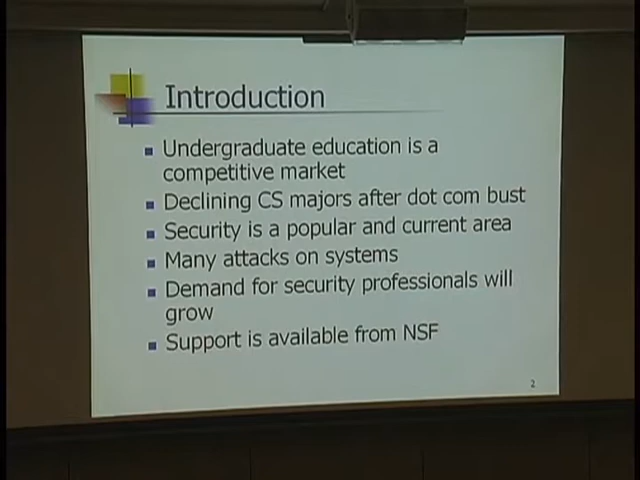 Introduction
Undergraduate education is a
competitive market
Declining CS majors after dot com bust
Security is a popular and current area
Many attacks on systems
Demand for security professionals will
grow
Support is available from NSF
2